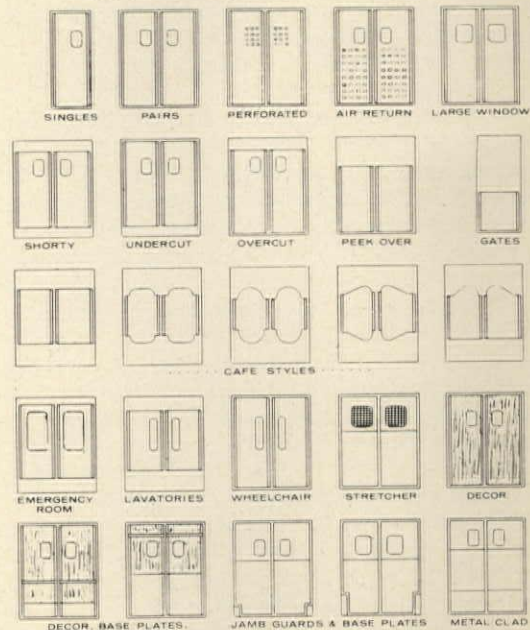 SINGLES PAIRS PERFORATED AIR RETURN LARGE WINDOW
SHORTY UNDERCUT OVERCUT PEEK OVER GATES
CAFE STYLES
EMERGENCY ROOM LAVATORIES WHEELCHAIR STRETCHER DECOR
DECOR. BASE PLATES. JAMB GUARDS & BASE PLATES METAL CLAD